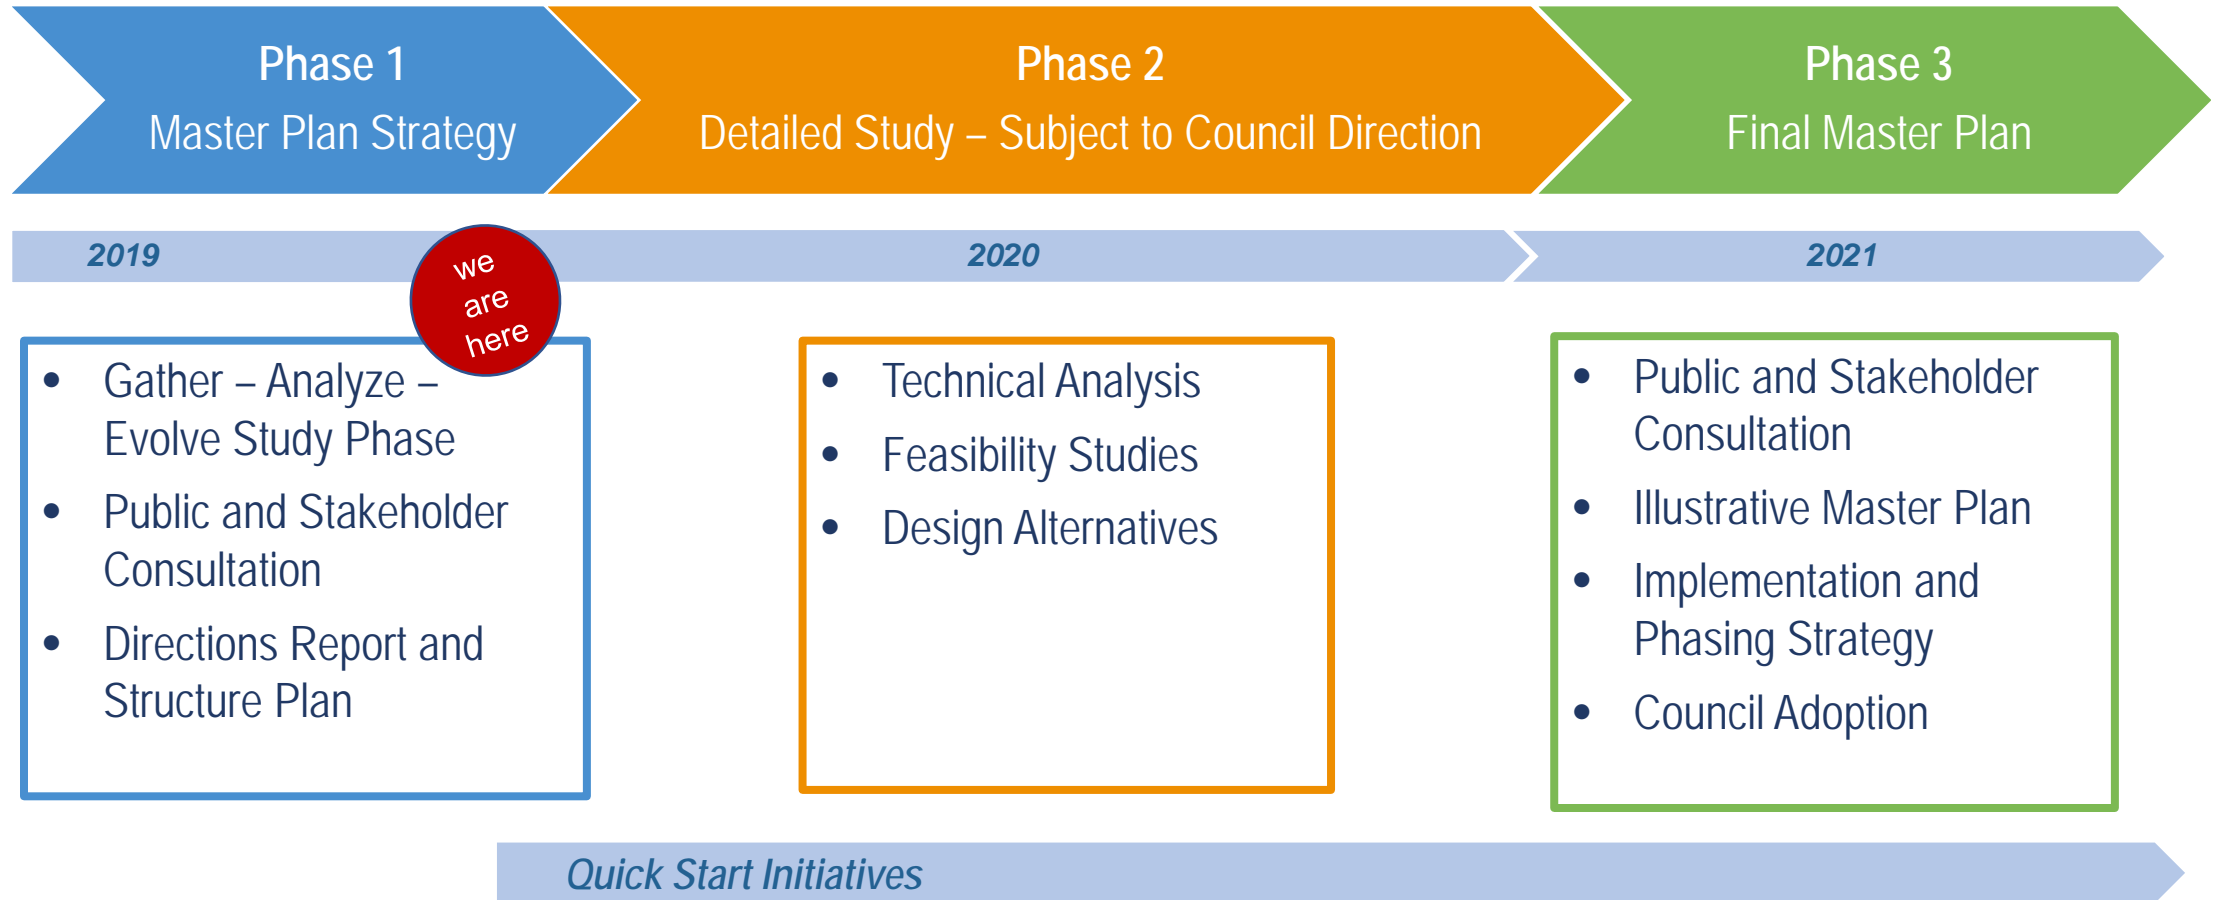 Phase 1
Master Plan Strategy
Phase 2
Detailed Study – Subject to Council Direction
Phase 3
Final Master Plan
2019
we
are
here
2020
2021
• Gather – Analyze –
Evolve Study Phase
• Public and Stakeholder
Consultation
• Directions Report and
Structure Plan
• Technical Analysis
• Feasibility Studies
• Design Alternatives
• Public and Stakeholder
Consultation
• Illustrative Master Plan
• Implementation and
Phasing Strategy
• Council Adoption
Quick Start Initiatives